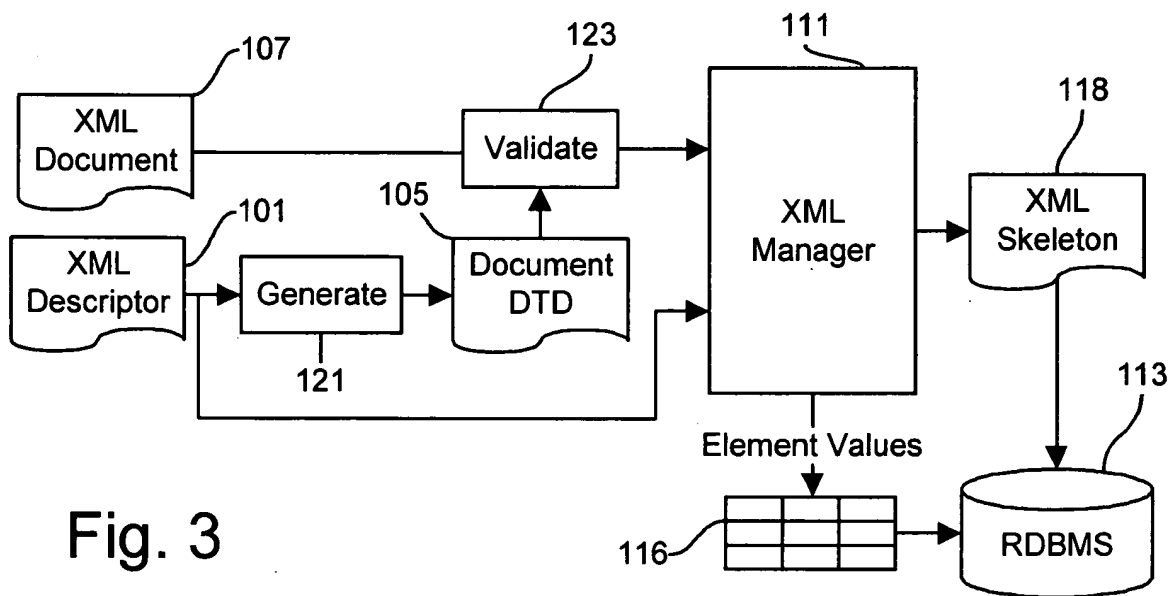 107
XML
Document
123
Validate
111
XML
Manager
118
XML
Skeleton
101
XML
Descriptor
Generate
121
105
Document
DTD
Element Values
116
113
RDBMS
Fig. 3